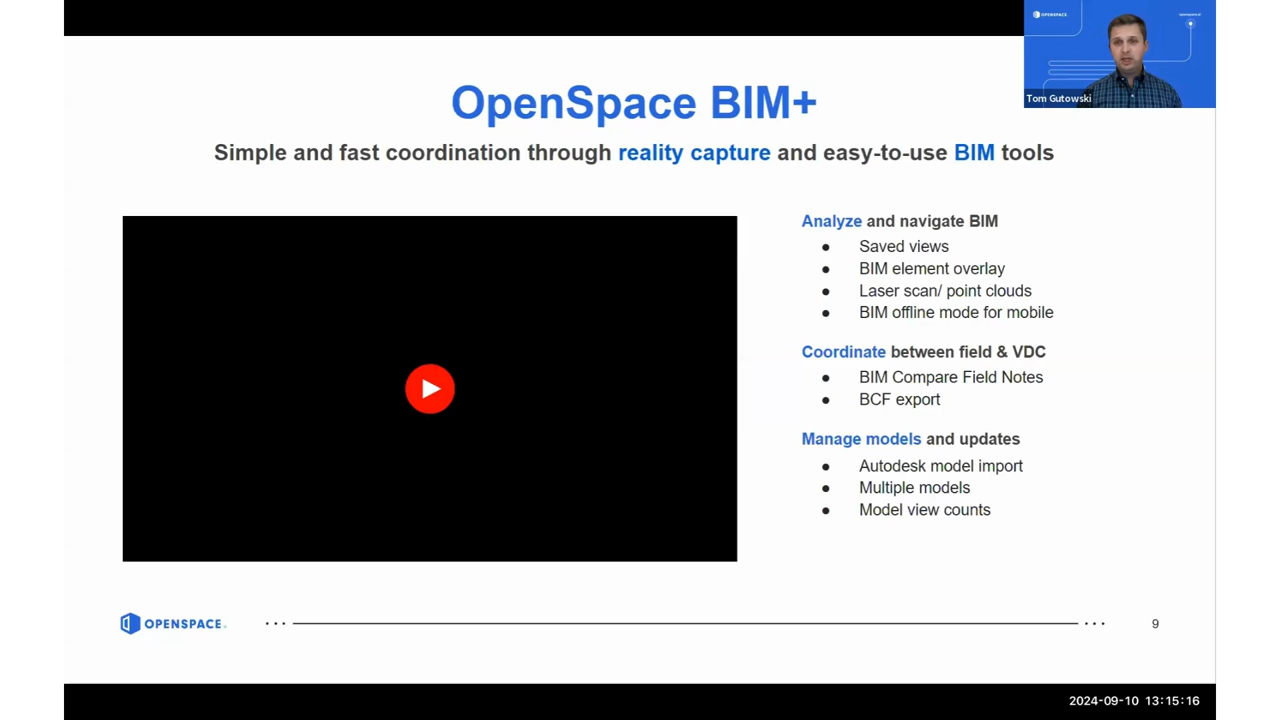 OPENSPACE
openspace.ai
Tom Gutowski
OpenSpace BIM+
Simple and fast coordination through reality capture and easy-to-use BIM tools
Analyze and navigate BIM
● Saved views
● BIM element overlay
● Laser scan/ point clouds
● BIM offline mode for mobile
Coordinate between field & VDC
● BIM Compare Field Notes
● BCF export
Manage models and updates
● Autodesk model import
● Multiple models
● Model view counts
OPENSPACE
9
2024-09-10 13:15:16